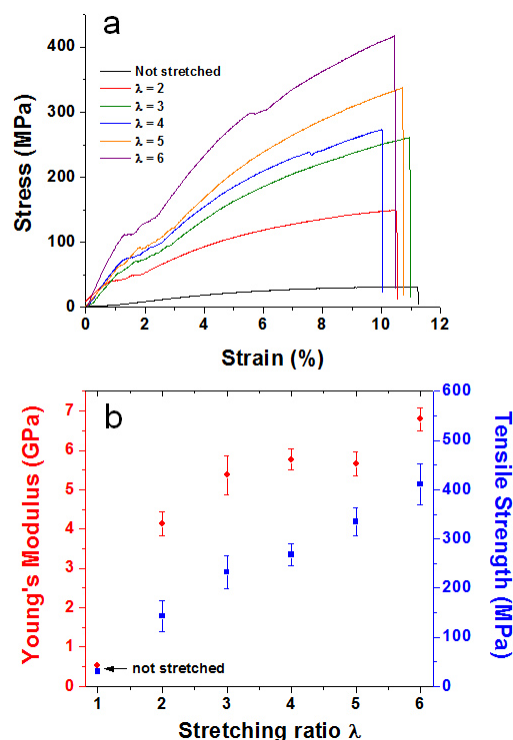 a
Not stretched
λ = 2
λ = 3
λ = 4
λ = 5
λ = 6
Stress (MPa)
400
300
200
100
0
0 2 4 6 8 10 12
Strain (%)
b
Young's Modulus (GPa)
7
6
5
4
3
2
1
0
Tensile Strength (MPa)
600
500
400
300
200
100
0
not stretched
1 2 3 4 5 6
Stretching ratio λ